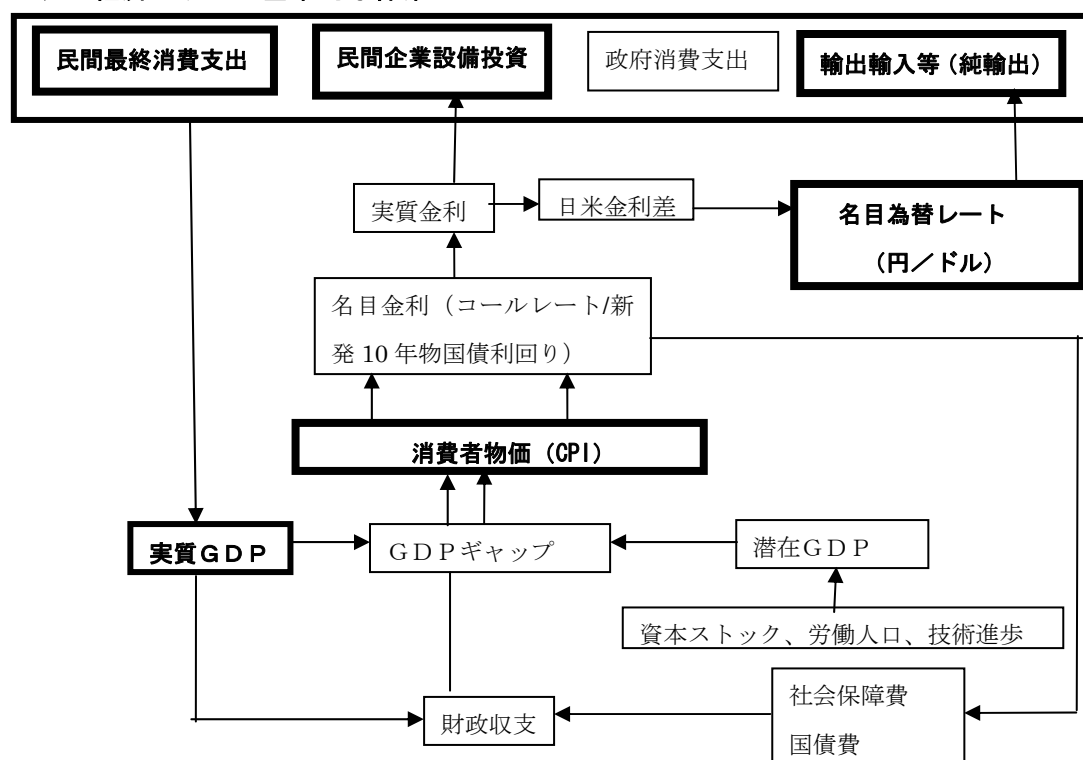 民間最終消費支出
民間企業設備投資
政府消費支出
輸出輸入等（純輸出）
実質金利
日米金利差
名目為替レート
（円／ドル）
名目金利（コールレート/新
発 10 年物国債利回り）
消費者物価（CPI）
実質ＧＤＰ
ＧＤＰギャップ
潜在ＧＤＰ
資本ストック、労働人口、技術進歩
財政収支
社会保障費
国債費